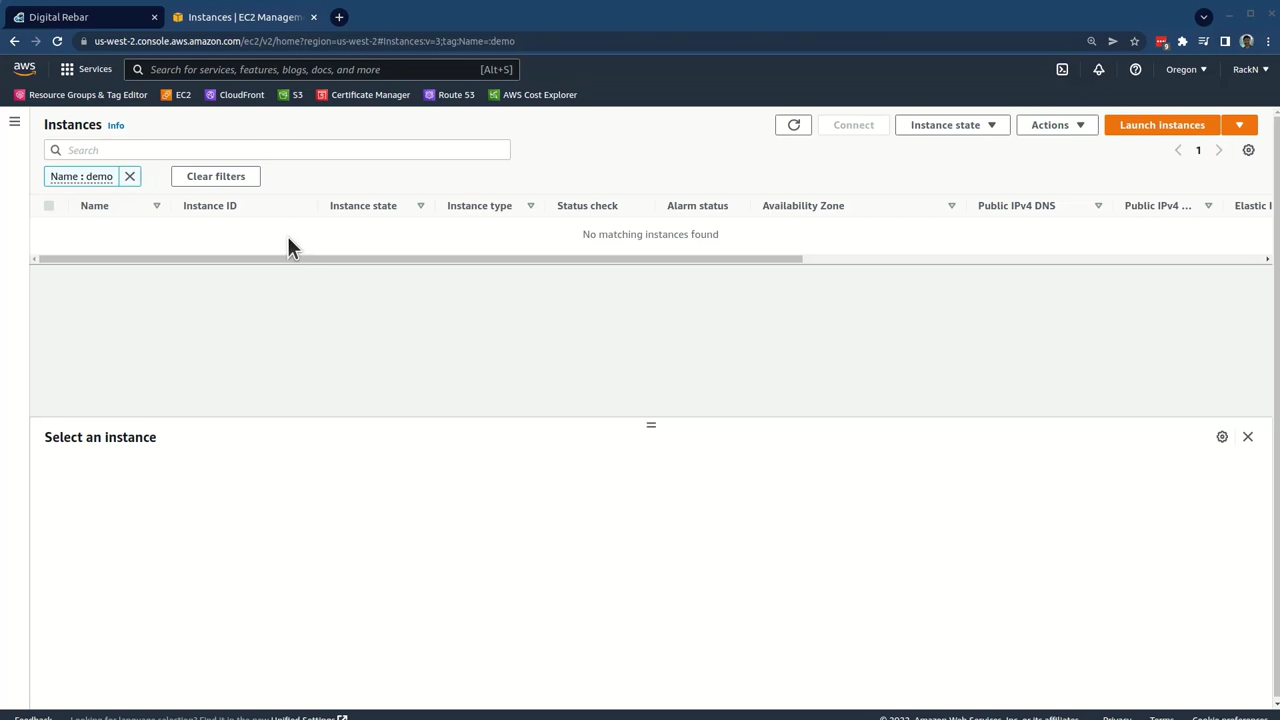 Digital Rebar
Instances | EC2 Managem
us-west-2.console.aws.amazon.com/ec2/v2/home?region=us-west-2#Instances:v=3;tag:Name=:demo
9
aws
Services
Search for services, features, blogs, docs, and more
[Alt+S]
Oregon
RackN
Resource Groups & Tag Editor
EC2
CloudFront
S3
Certificate Manager
Route 53
AWS Cost Explorer
Instances Info
Connect
Instance state
Actions
Launch instances
Search
1
Name : demo
Clear filters
Name
Instance ID
Instance state
Instance type
Status check
Alarm status
Availability Zone
Public IPv4 DNS
Public IPv4 ...
Elastic I
No matching instances found
Select an instance
Feedback
Looking for language selection? Find it in the new Unified Settings
© 2022, Amazon Web Services, Inc. or its affiliates.
Privacy
Terms
Cookie preferences